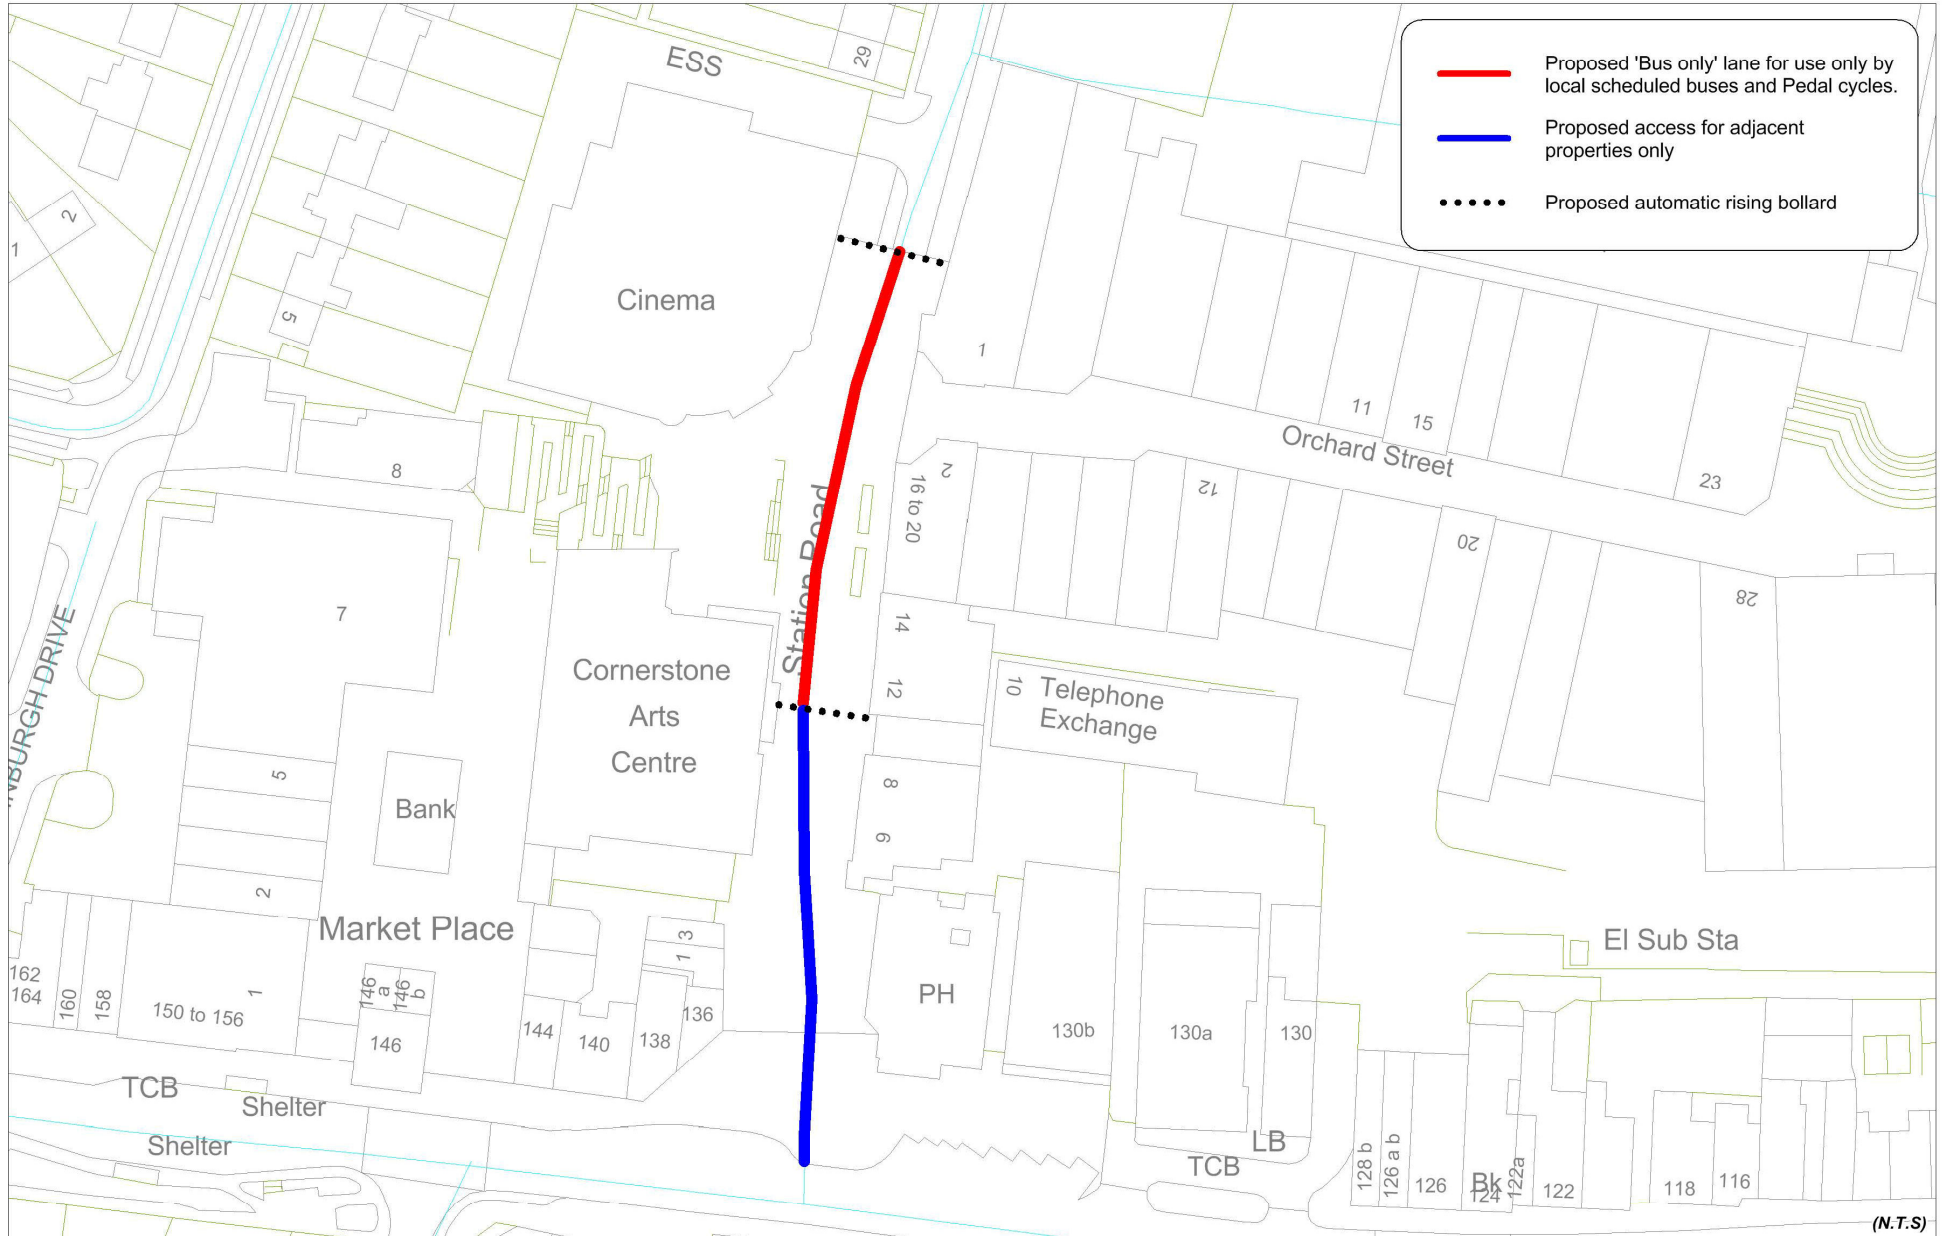 Proposed 'Bus only' lane for use only by
local scheduled buses and Pedal cycles.
Proposed access for adjacent
properties only
Proposed automatic rising bollard
ESS
29
2
1
Cinema
5
1
11
15
Orchard Street
23
8
2
16 to 20
12
20
28
Station Road
7
14
12
10
Telephone
Exchange
Cornerstone
Arts
Centre
NBURGH DRIVE
5
Bank
8
6
2
Market Place
3
1
El Sub Sta
162
164
160
158
150 to 156
1
146
a
146
b
146
144
140
138
136
PH
130b
130a
130
TCB
Shelter
Shelter
LB
TCB
128 b
126 a b
126
Bk
124
122a
122
118
116
(N.T.S)